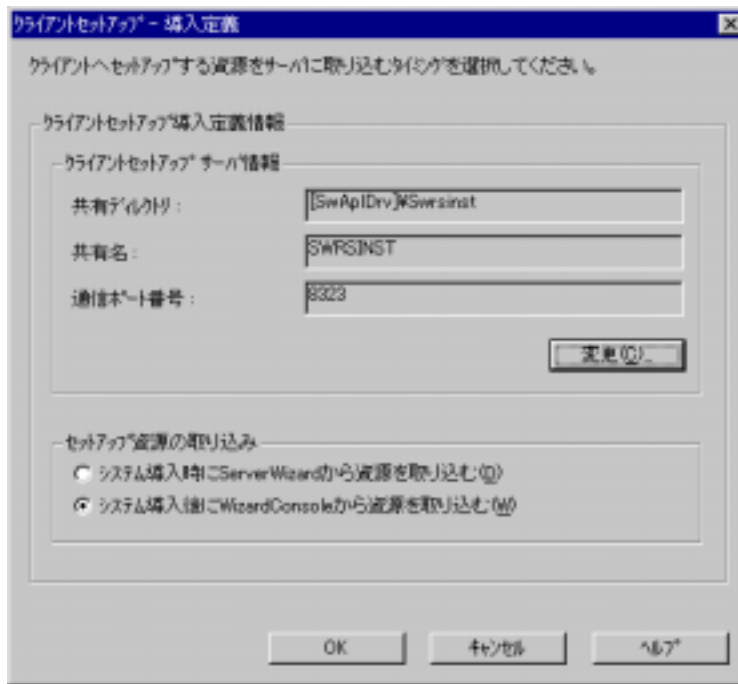 クライアントセットアップ - 導入定義
クライアントへセットアップする資源をサーバに取り込むタイミングを選択してください。
クライアントセットアップ導入定義情報
クライアントセットアップ サーバ情報
共有ディレクトリ :
[SwAplDrv]¥Swrsinst
共有名 :
SWRSINST
通信ポート番号 :
8323
変更(C)...
セットアップ資源の取り込み
システム導入時にServerWizardから資源を取り込む(D)
システム導入後にWizardConsoleから資源を取り込む(W)
OK
キャンセル
ヘルプ